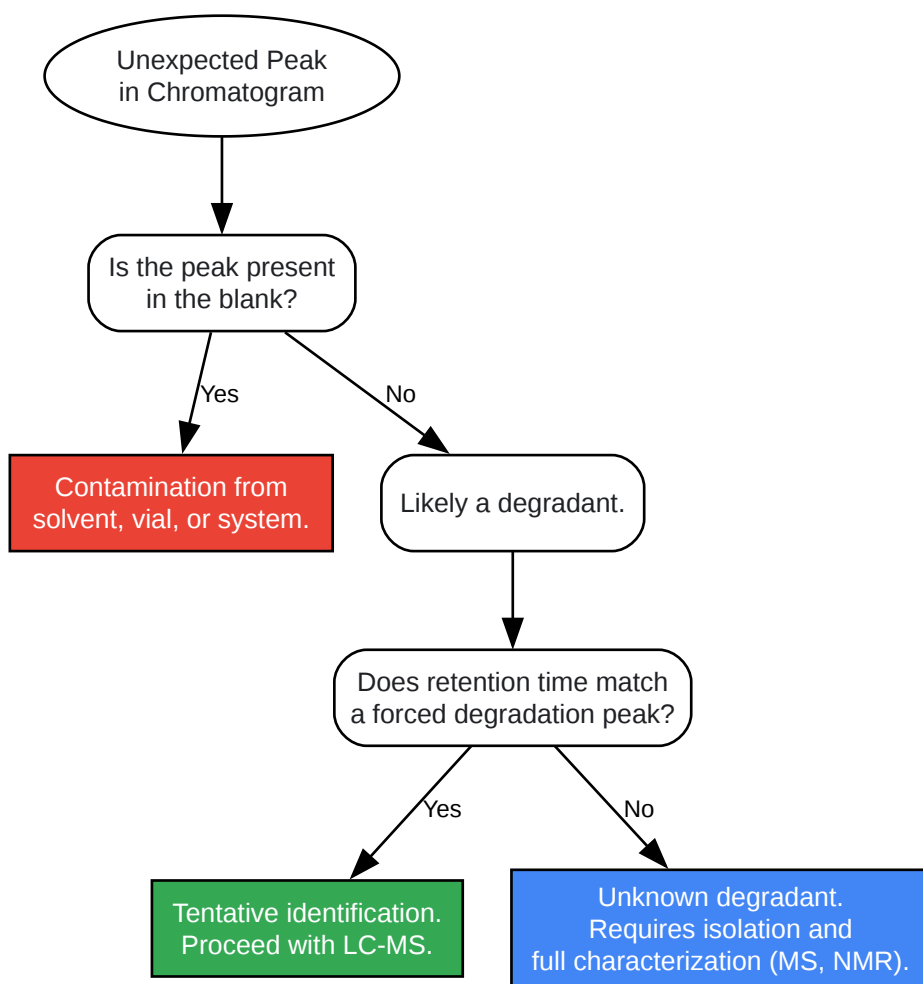 Unexpected Peak
in Chromatogram
Is the peak present
in the blank?
Yes
No
Contamination from
solvent, vial, or system.
Likely a degradant.
Does retention time match
a forced degradation peak?
Yes
No
Tentative identification.
Proceed with LC-MS.
Unknown degradant.
Requires isolation and
full characterization (MS, NMR).